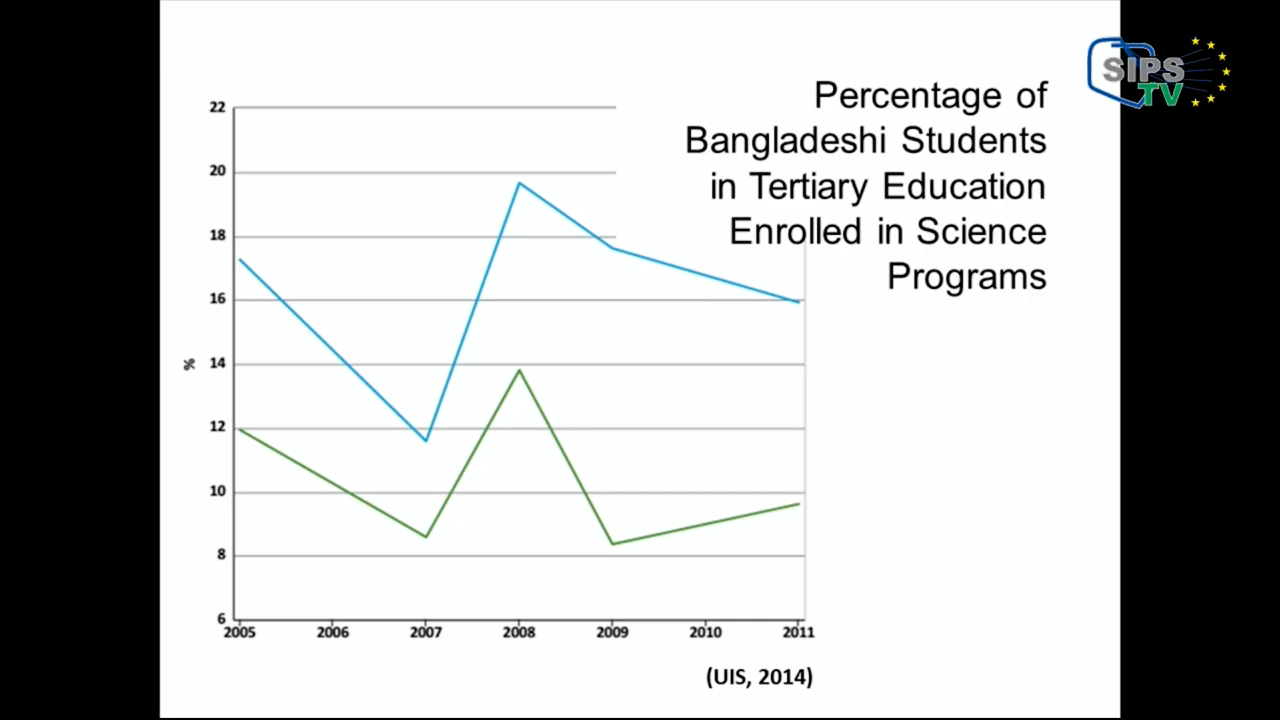 SIPS
TV
Percentage of
Bangladeshi Students
in Tertiary Education
Enrolled in Science
Programs
22
20
18
16
14
12
10
8
6
%
2005 2006 2007 2008 2009 2010 2011
(UIS, 2014)